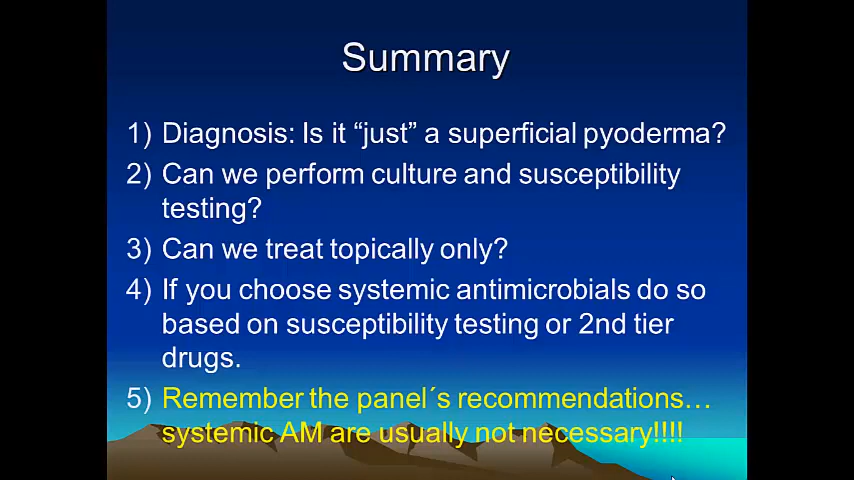 Summary
1) Diagnosis: Is it “just” a superficial pyoderma?
2) Can we perform culture and susceptibility
testing?
3) Can we treat topically only?
4) If you choose systemic antimicrobials do so
based on susceptibility testing or 2nd tier
drugs.
5) Remember the panel´s recommendations…
systemic AM are usually not necessary!!!!